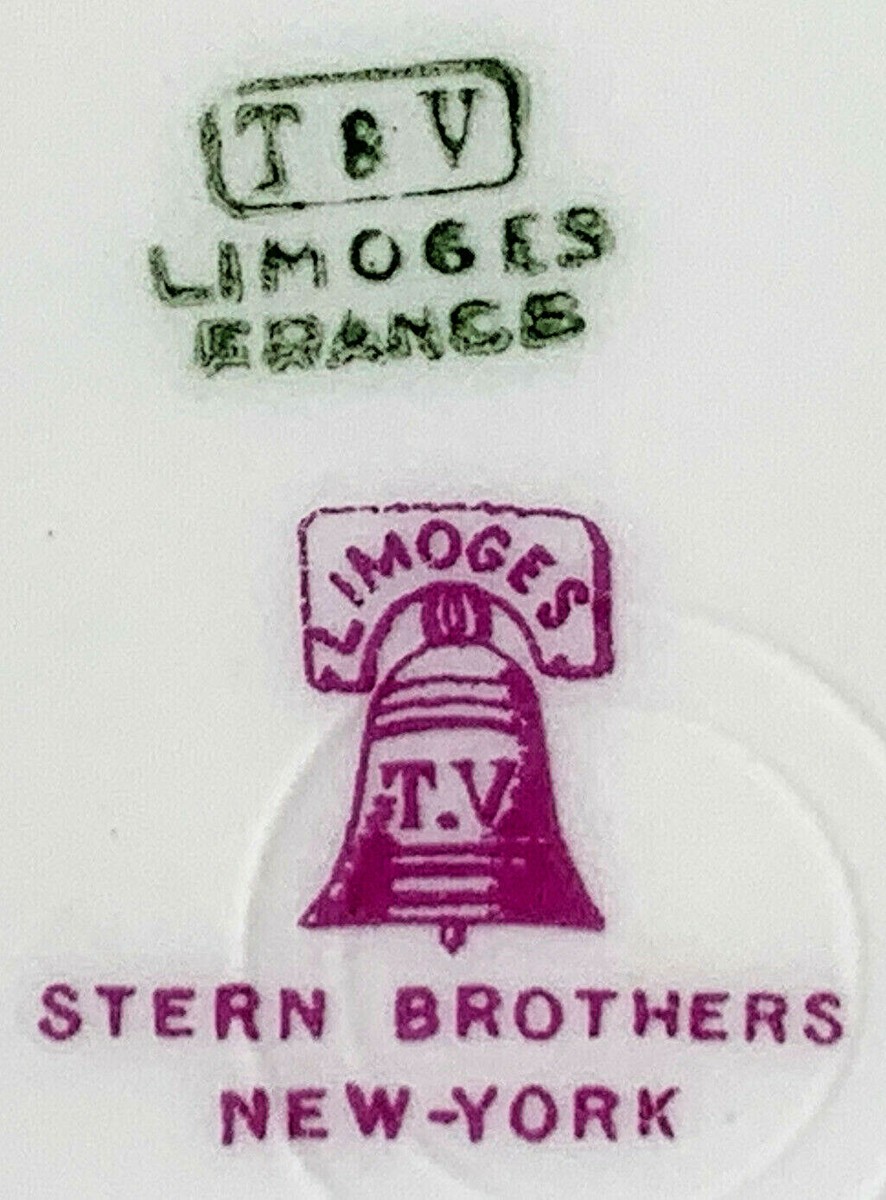 T & V
LIMOGES
FRANCE
LIMOGES
T.V
STERN BROTHERS
NEW-YORK